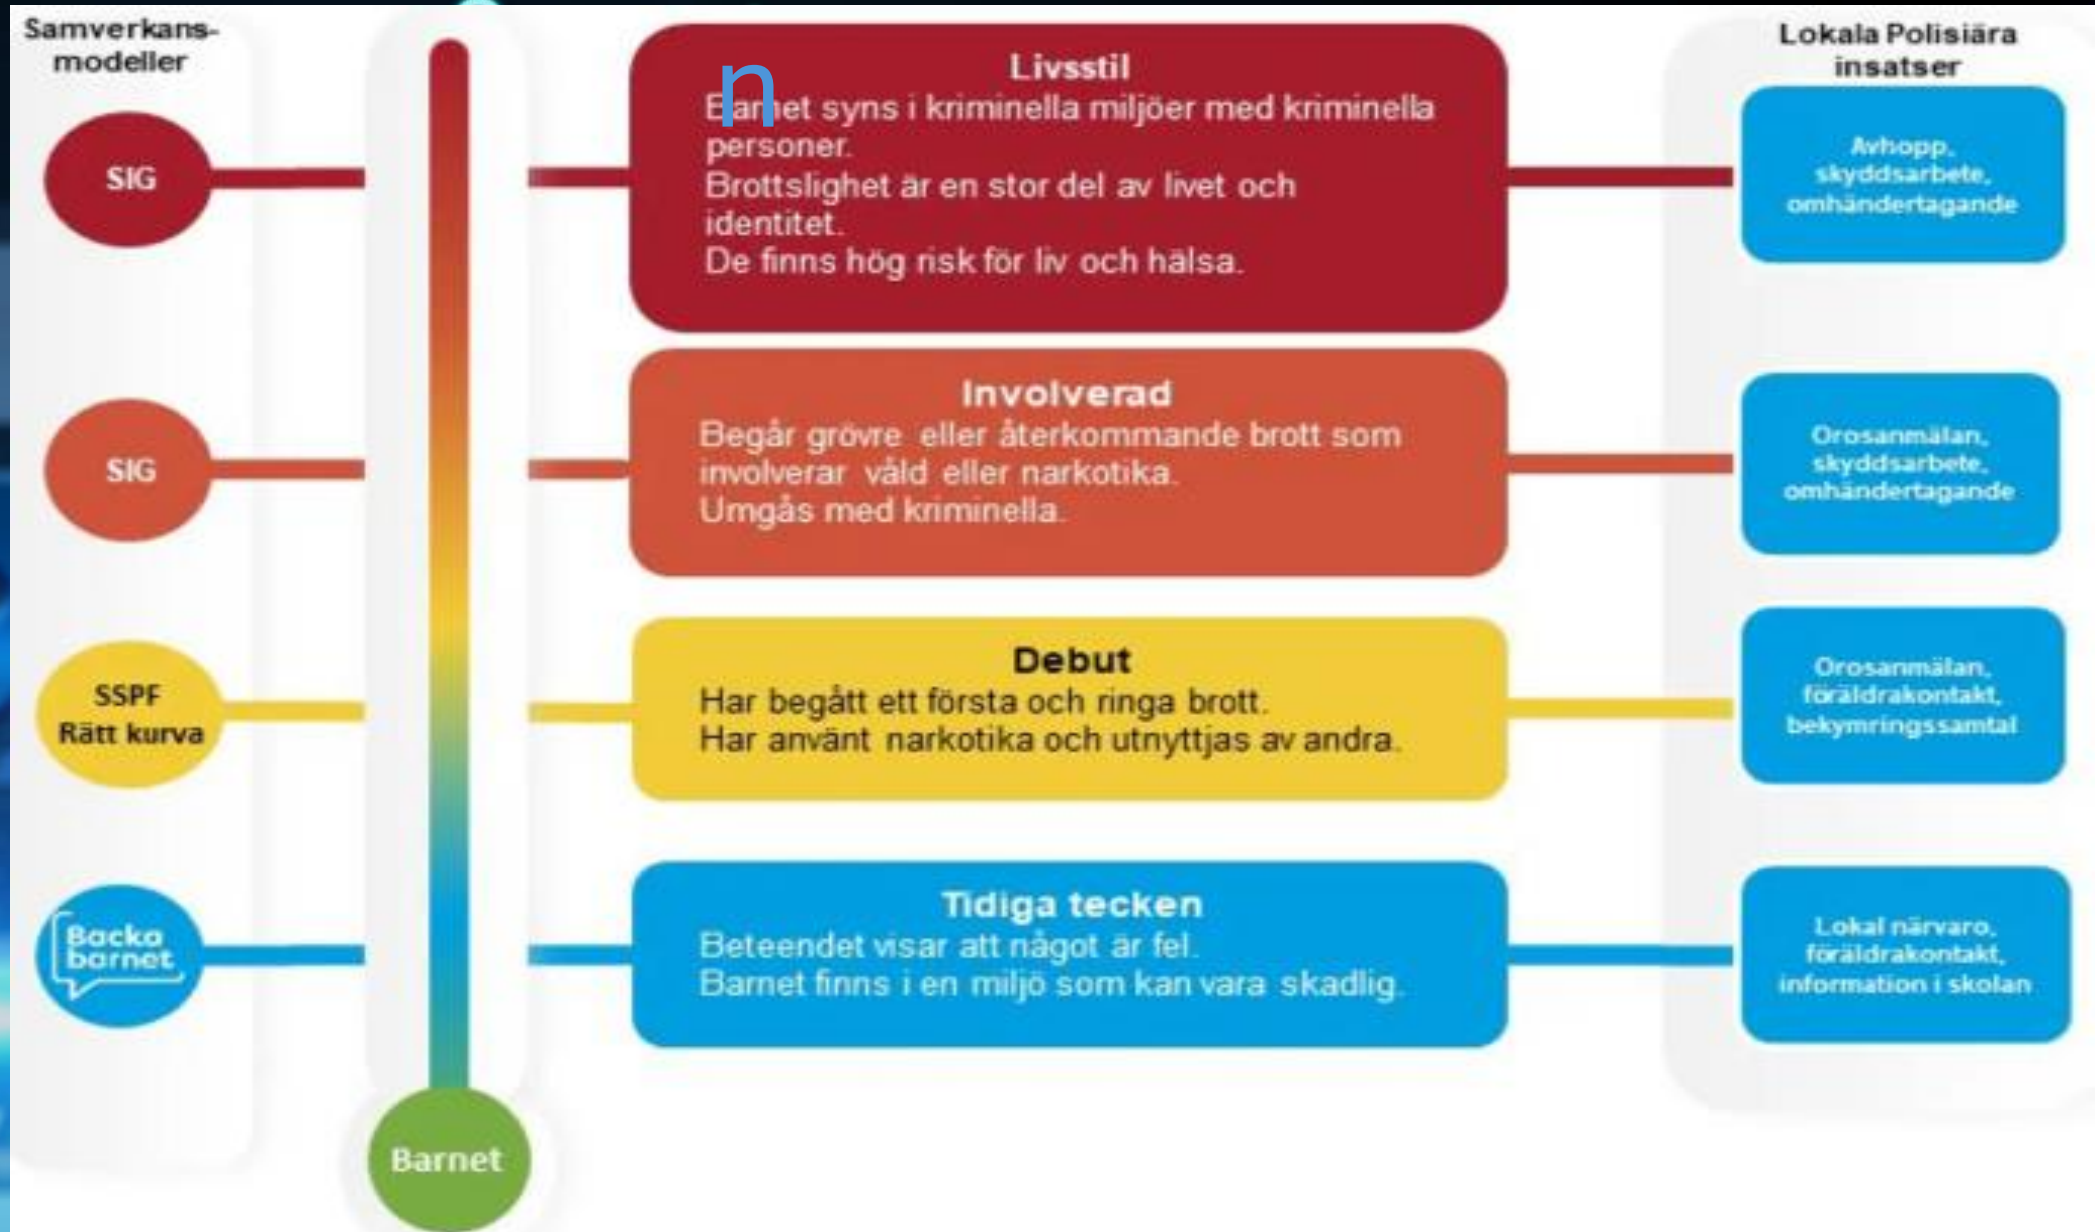 Samverkans-
modeller
Lokala Polisiära
insatser
n
SIG
Livsstil
Barnet syns i kriminella miljöer med kriminella
personer.
Brottslighet är en stor del av livet och
identitet.
De finns hög risk för liv och hälsa.
Avhopp,
skyddsarbete,
omhändertagande
SIG
Involverad
Begår grövre eller återkommande brott som
involverar våld eller narkotika.
Umgås med kriminella.
Orosanmälan,
skyddsarbete,
omhändertagande
SSPF
Rätt kurva
Debut
Har begått ett första och ringa brott.
Har använt narkotika och utnyttjas av andra.
Orosanmälan,
föräldrakontakt,
bekymringssamtal
Backa
barnet
Tidiga tecken
Beteendet visar att något är fel.
Barnet finns i en miljö som kan vara skadlig.
Lokal närvaro,
föräldrakontakt,
information i skolan
Barnet